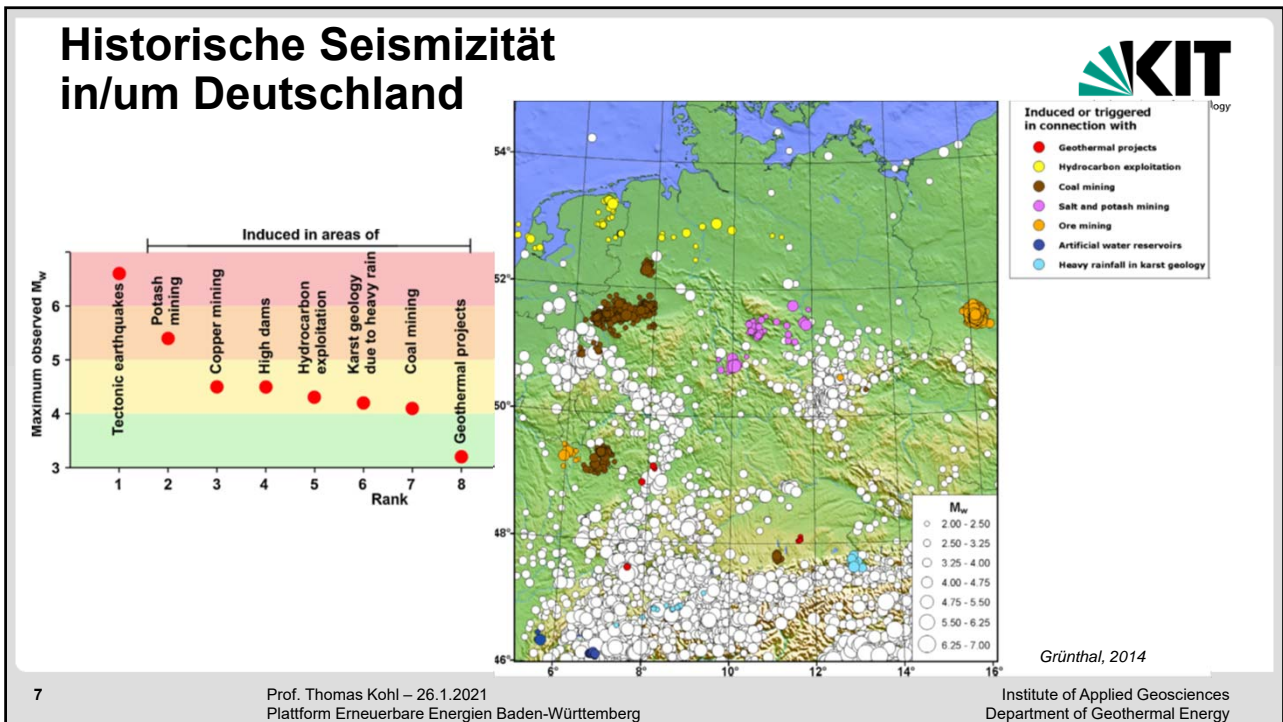 Historische Seismizität
in/um Deutschland
KIT
ogy
Induced in areas of
Maximum observed Mw
6
5
4
3
Tectonic earthquakes
Potash
mining
Copper mining
High dams
Hydrocarbon
exploitation
Karst geology
due to heavy rain
Coal mining
Geothermal projects
1 2 3 4 5 6 7 8
Rank
54°
52°
50°
48°
46°
6° 8° 10° 12° 14° 16°
Mw
2.00 - 2.50
2.50 - 3.25
3.25 - 4.00
4.00 - 4.75
4.75 - 5.50
5.50 - 6.25
6.25 - 7.00
Induced or triggered
in connection with
Geothermal projects
Hydrocarbon exploitation
Coal mining
Salt and potash mining
Ore mining
Artificial water reservoirs
Heavy rainfall in karst geology
Grünthal, 2014
7
Prof. Thomas Kohl – 26.1.2021
Plattform Erneuerbare Energien Baden-Württemberg
Institute of Applied Geosciences
Department of Geothermal Energy